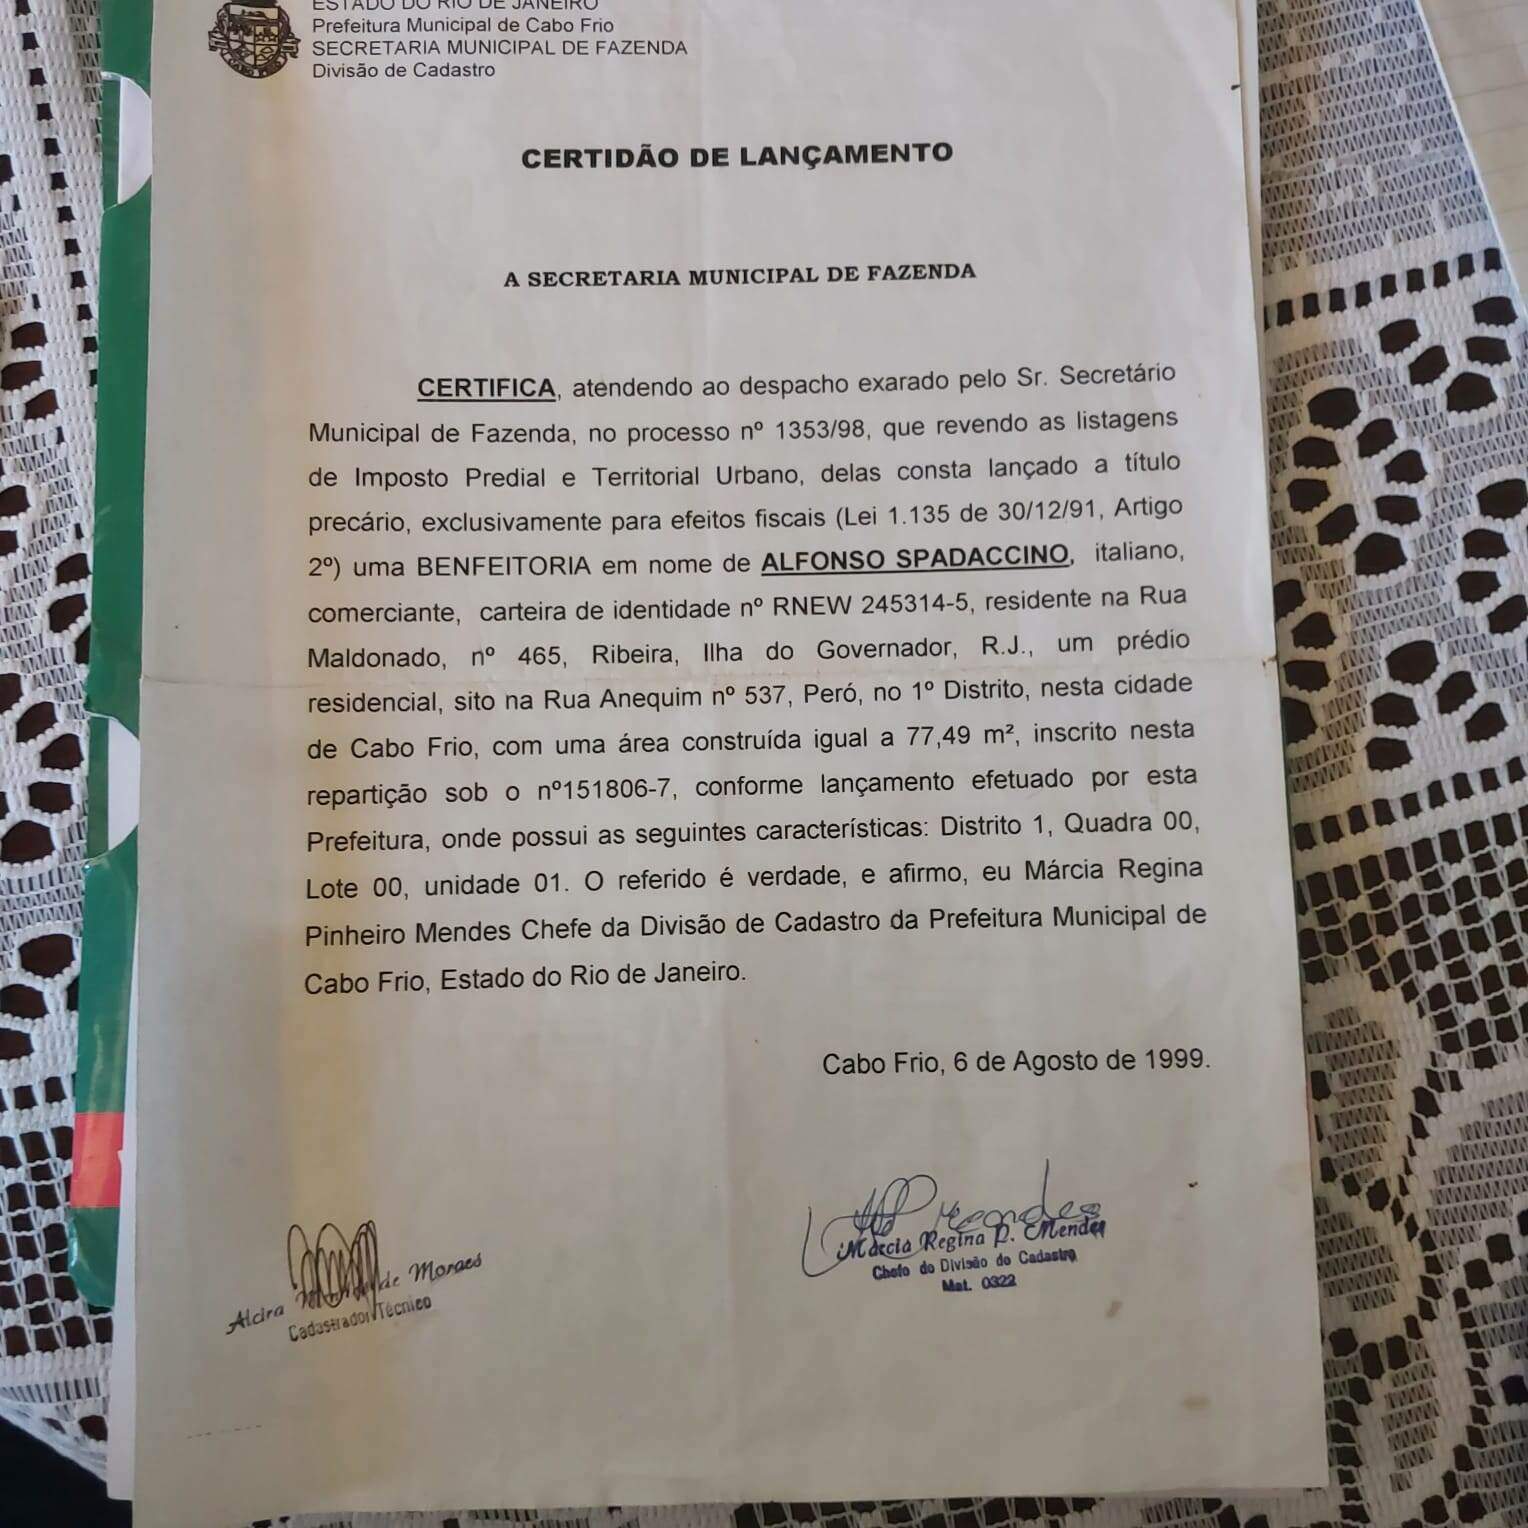 ESTADO DO RIO DE JANEIRO
Prefeitura Municipal de Cabo Frio
SECRETARIA MUNICIPAL DE FAZENDA
Divisão de Cadastro
CABO FRIO
CERTIDÃO DE LANÇAMENTO
A SECRETARIA MUNICIPAL DE FAZENDA
CERTIFICA, atendendo ao despacho exarado pelo Sr. Secretário
Municipal de Fazenda, no processo nº 1353/98, que revendo as listagens
de Imposto Predial e Territorial Urbano, delas consta lançado a título
precário, exclusivamente para efeitos fiscais (Lei 1.135 de 30/12/91, Artigo
2º) uma BENFEITORIA em nome de ALFONSO SPADACCINO, italiano,
comerciante, carteira de identidade nº RNEW 245314-5, residente na Rua
Maldonado, nº 465, Ribeira, Ilha do Governador, R.J., um prédio
residencial, sito na Rua Anequim nº 537, Peró, no 1º Distrito, nesta cidade
de Cabo Frio, com uma área construída igual a 77,49 m², inscrito nesta
repartição sob o nº151806-7, conforme lançamento efetuado por esta
Prefeitura, onde possui as seguintes características: Distrito 1, Quadra 00,
Lote 00, unidade 01. O referido é verdade, e afirmo, eu Márcia Regina
Pinheiro Mendes Chefe da Divisão de Cadastro da Prefeitura Municipal de
Cabo Frio, Estado do Rio de Janeiro.
Cabo Frio, 6 de Agosto de 1999.
Mendes
Márcia Regina P. Mendes
Chefe do Divisão do Cadastro
Mat. 0322
Alcira de Moraes
Cadastrador Técnico